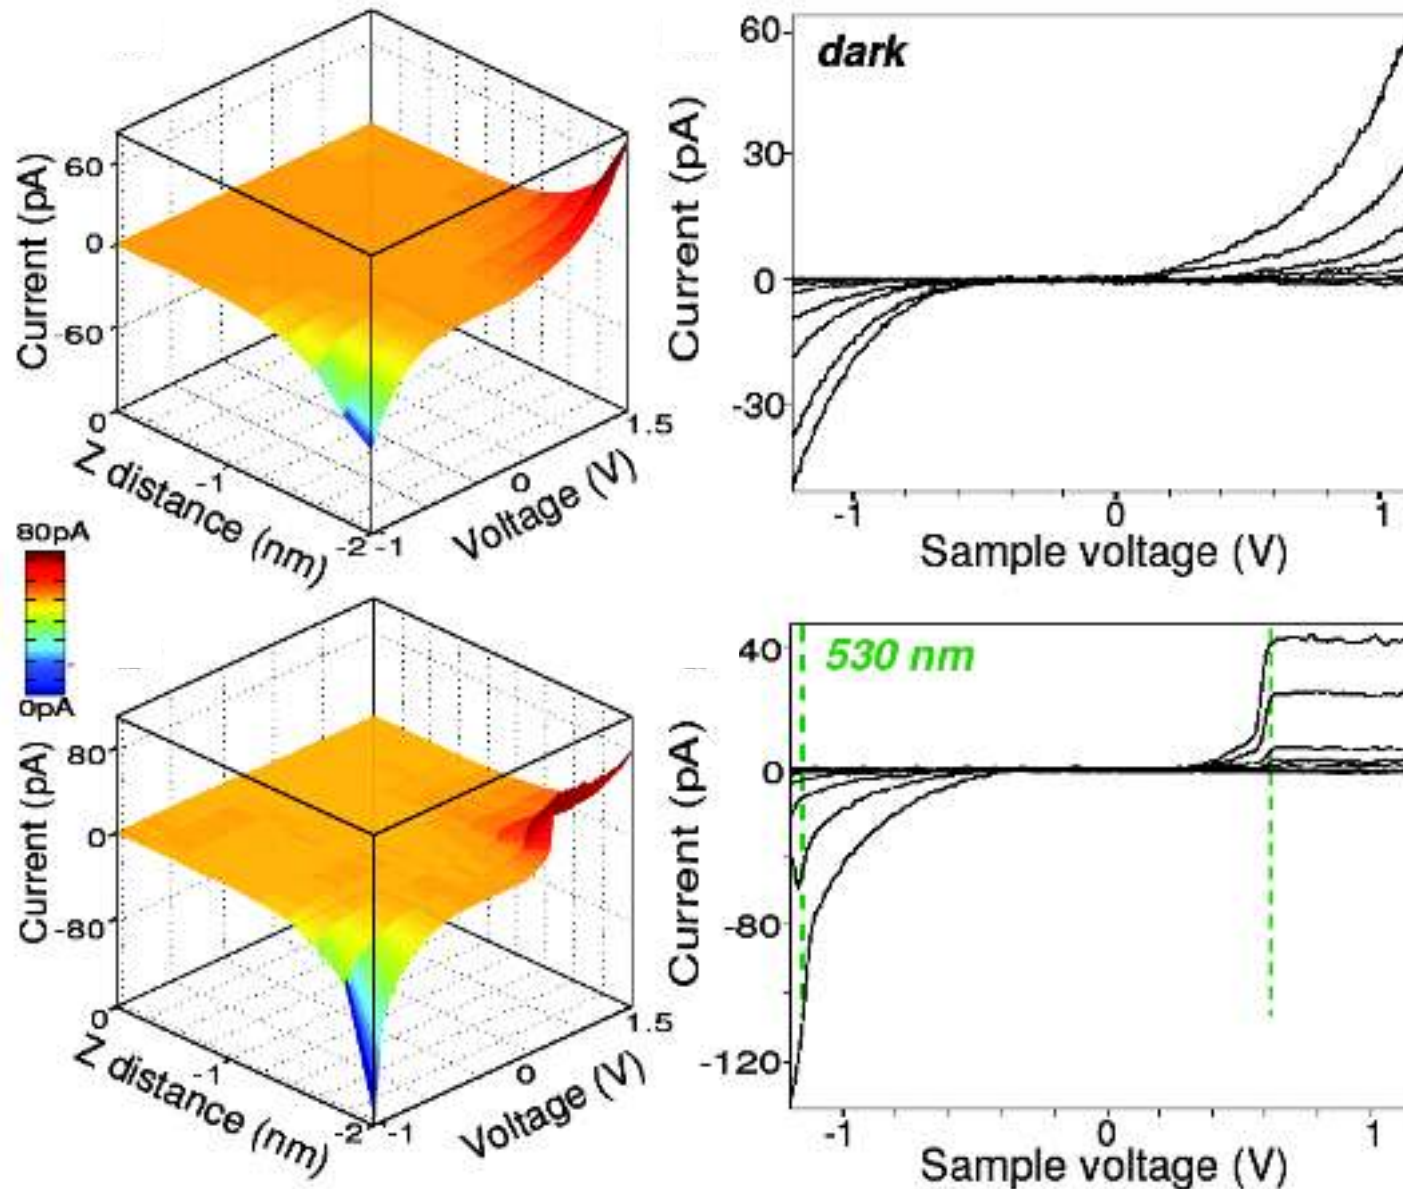 Current (pA)
60
0
-60
0
-1
-2
Z distance (nm)
-1
0
1.5
Voltage (V)
dark
Current (pA)
60
30
0
-30
-1
0
1
Sample voltage (V)
80pA
0pA
Current (pA)
80
0
-80
0
-1
-2
Z distance (nm)
-1
0
1.5
Voltage (V)
530 nm
Current (pA)
40
0
-80
-120
-1
0
1
Sample voltage (V)